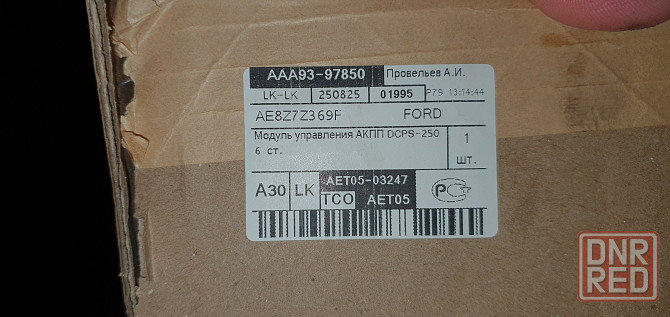 AAA93-97850 Провельев А.И.
LK-LK 250825 01995 P79 13:14:44
AE8Z7Z369F FORD
Модуль управления АКПП DCPS-250 1
6 ст. шт.
A30 LK AET05-03247
TCO AET05
РСТ
DNR
RED